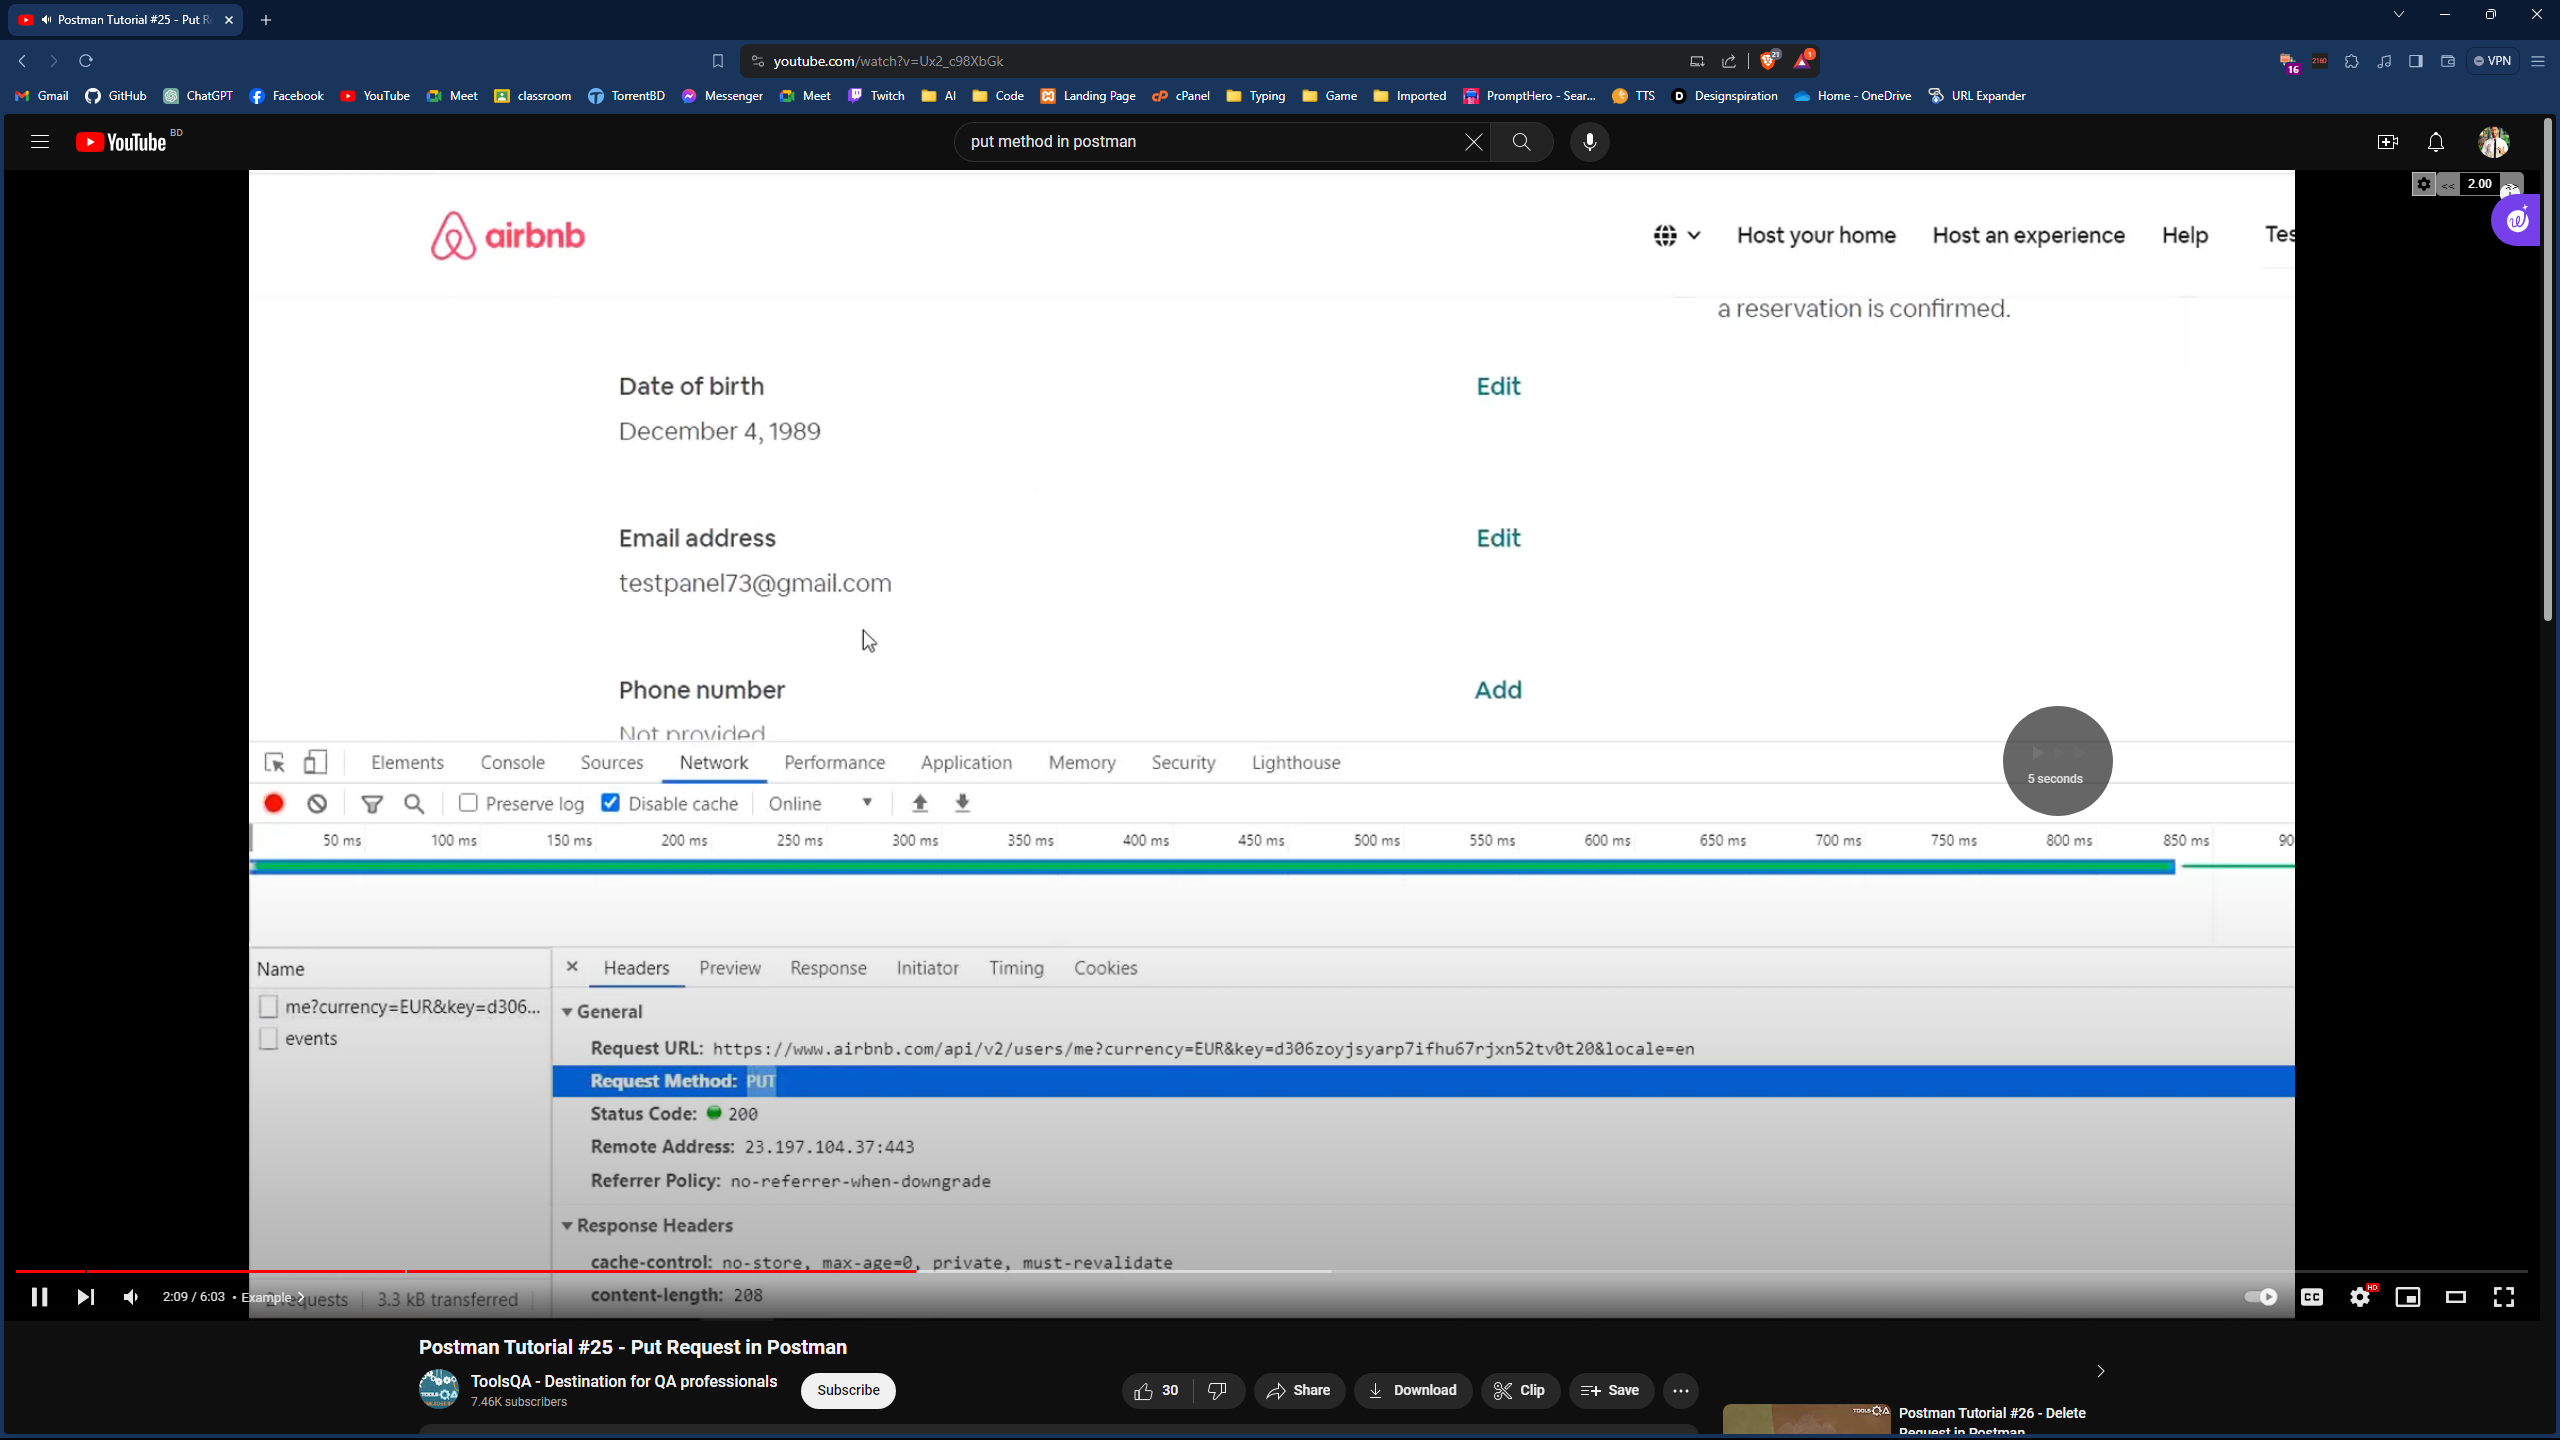 Postman Tutorial #25 - Put R
youtube.com/watch?v=Ux2_c98XbGk
21
1
16
2160
VPN
Gmail GitHub ChatGPT Facebook YouTube Meet classroom TorrentBD Messenger Meet Twitch AI Code Landing Page cPanel Typing Game Imported PromptHero - Sear... TTS Designspiration Home - OneDrive URL Expander
YouTube BD
put method in postman
<< 2.00 >>
airbnb
Host your home Host an experience Help Tes
a reservation is confirmed.
Date of birth Edit
December 4, 1989
Email address Edit
testpanel73@gmail.com
Phone number Add
Not provided
Elements Console Sources Network Performance Application Memory Security Lighthouse
5 seconds
Preserve log Disable cache Online
50 ms 100 ms 150 ms 200 ms 250 ms 300 ms 350 ms 400 ms 450 ms 500 ms 550 ms 600 ms 650 ms 700 ms 750 ms 800 ms 850 ms 90
Name
Headers Preview Response Initiator Timing Cookies
me?currency=EUR&key=d306...
events
General
Request URL: https://www.airbnb.com/api/v2/users/me?currency=EUR&key=d306zoyjsyarp7ifhu67rjxn52tv0t20&locale=en
Request Method: PUT
Status Code: 200
Remote Address: 23.197.104.37:443
Referrer Policy: no-referrer-when-downgrade
Response Headers
cache-control: no-store, max-age=0, private, must-revalidate
content-length: 208
2:09 / 6:03 • Example
requests 3.3 kB transferred
CC
HD
Postman Tutorial #25 - Put Request in Postman
ToolsQA - Destination for QA professionals
7.46K subscribers
Subscribe
30 Share Download Clip Save
Postman Tutorial #26 - Delete
Request in Postman